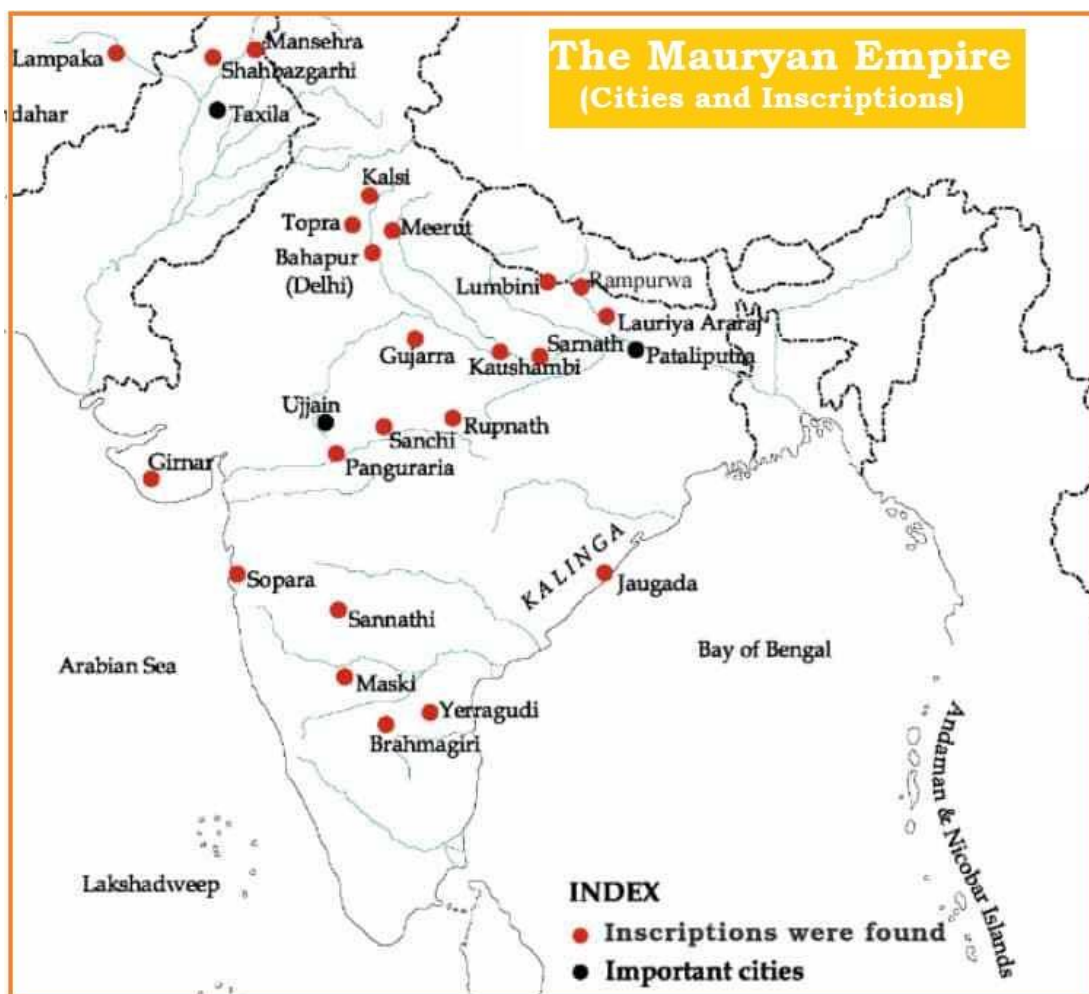 The Mauryan Empire
(Cities and Inscriptions)
Lampaka
Mansehra
Shahbazgarhi
dahar
Taxila
Kalsi
Topra
Meerut
Bahapur
(Delhi)
Lumbini
Rampurwa
Lauriya Araraj
Gujarra
Sarnath
Kaushambi
Pataliputra
Ujjain
Sanchi
Rupnath
Girnar
Panguraria
KALINGA
Sopara
Jaugada
Sannathi
Arabian Sea
Bay of Bengal
Maski
Yerragudi
Brahmagiri
Andaman & Nicobar Islands
Lakshadweep
INDEX
Inscriptions were found
Important cities